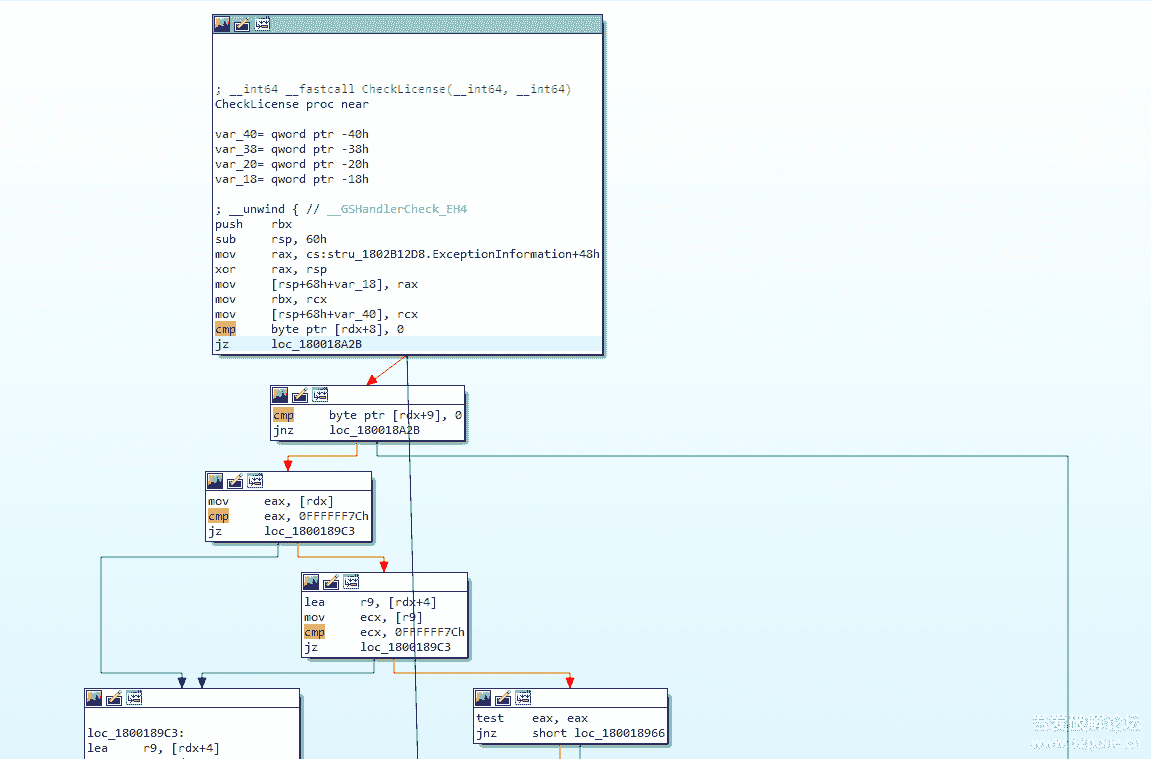 ; __int64 __fastcall CheckLicense(__int64, __int64)
CheckLicense proc near
var_40= qword ptr -40h
var_38= qword ptr -38h
var_20= qword ptr -20h
var_18= qword ptr -18h
; __unwind { // __GSHandlerCheck_EH4
push rbx
sub rsp, 60h
mov rax, cs:stru_1802B12D8.ExceptionInformation+48h
xor rax, rsp
mov [rsp+68h+var_18], rax
mov rbx, rcx
mov [rsp+68h+var_40], rcx
cmp byte ptr [rdx+8], 0
jz loc_180018A2B
cmp byte ptr [rdx+9], 0
jnz loc_180018A2B
mov eax, [rdx]
cmp eax, 0FFFFFF7Ch
jz loc_1800189C3
lea r9, [rdx+4]
mov ecx, [r9]
cmp ecx, 0FFFFFF7Ch
jz loc_1800189C3
loc_1800189C3:
lea r9, [rdx+4]
test eax, eax
jnz short loc_180018966